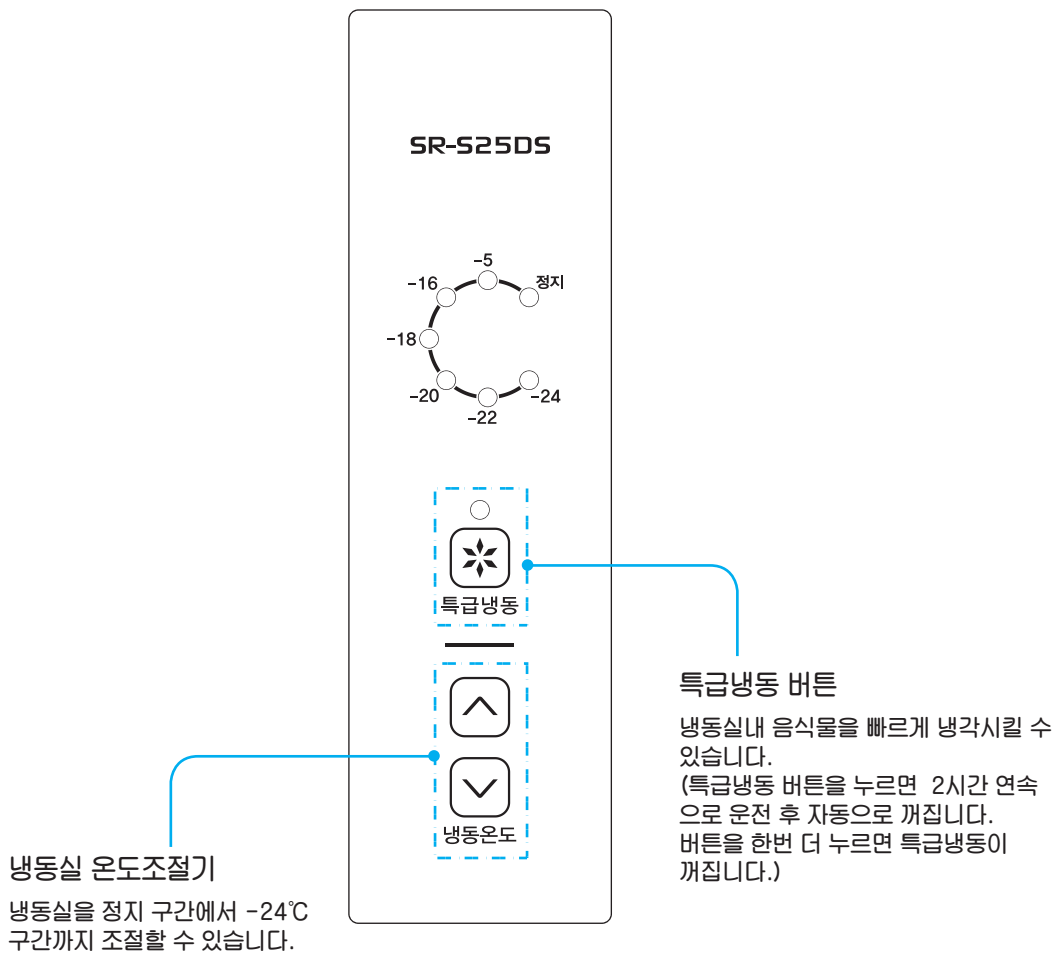 SR-S25DS
-5
정지
-16
-18
-20
-24
-22
특급냉동
냉동온도
특급냉동 버튼
냉동실내 음식물을 빠르게 냉각시킬 수
있습니다.
(특급냉동 버튼을 누르면 2시간 연속
으로 운전 후 자동으로 꺼집니다.
버튼을 한번 더 누르면 특급냉동이
꺼집니다.)
냉동실 온도조절기
냉동실을 정지 구간에서 -24℃
구간까지 조절할 수 있습니다.